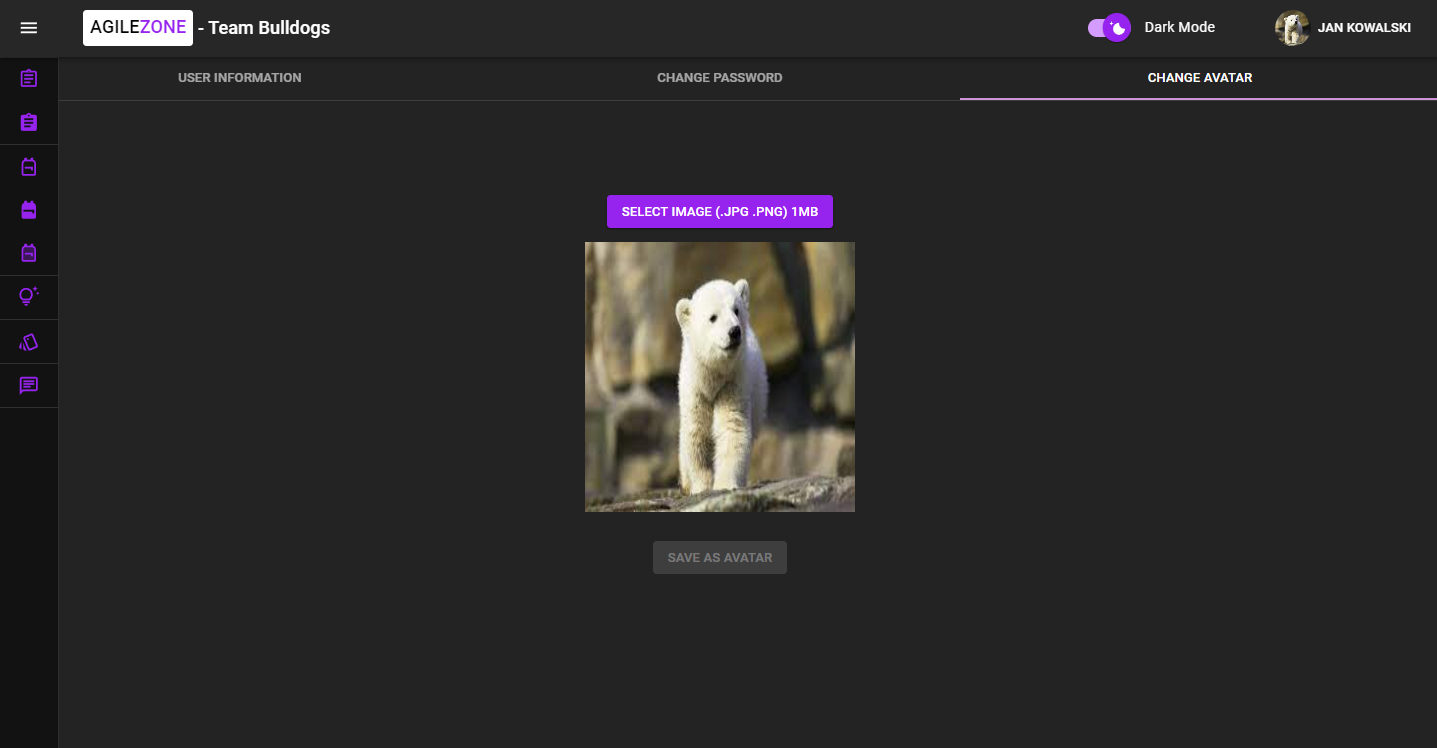 AGILEZONE - Team Bulldogs
Dark Mode
JAN KOWALSKI
USER INFORMATION
CHANGE PASSWORD
CHANGE AVATAR
SELECT IMAGE (.JPG .PNG) 1MB
SAVE AS AVATAR